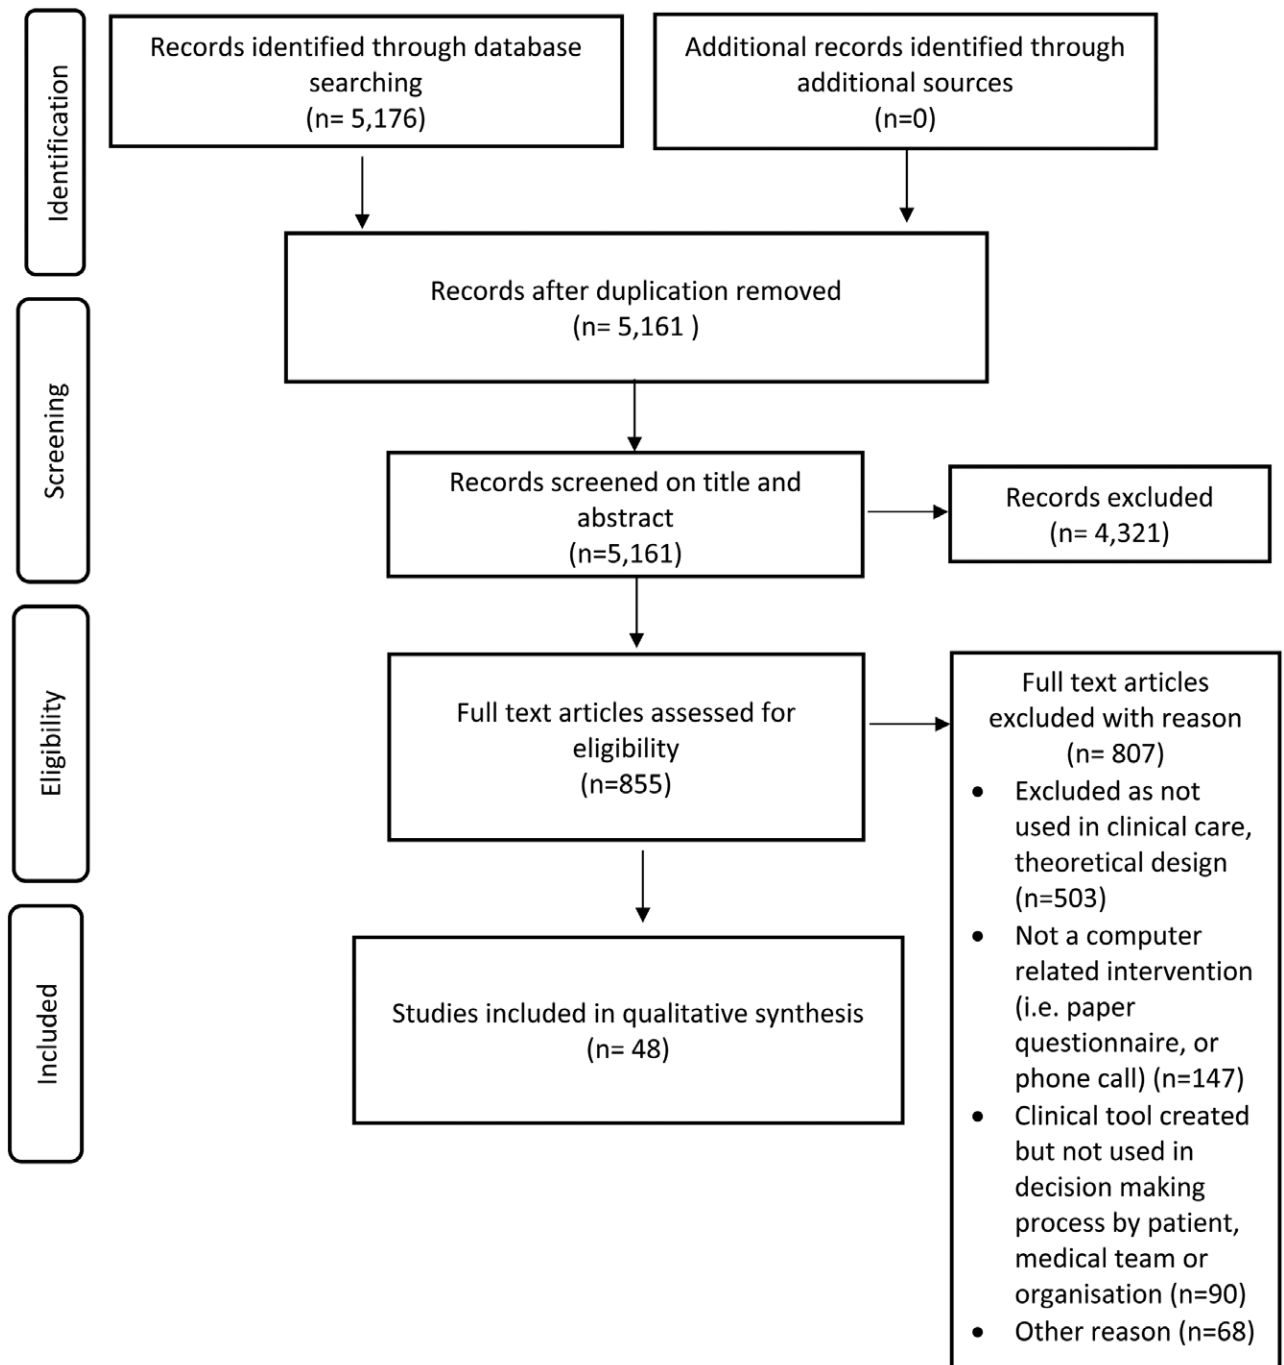 Identification
Records identified through database
searching
(n= 5,176)
Additional records identified through
additional sources
(n=0)
Records after duplication removed
(n= 5,161 )
Screening
Records screened on title and
abstract
(n=5,161)
Records excluded
(n= 4,321)
Eligibility
Full text articles assessed for
eligibility
(n=855)
Full text articles
excluded with reason
(n= 807)
• Excluded as not
used in clinical care,
theoretical design
(n=503)
• Not a computer
related intervention
(i.e. paper
questionnaire, or
phone call) (n=147)
• Clinical tool created
but not used in
decision making
process by patient,
medical team or
organisation (n=90)
• Other reason (n=68)
Included
Studies included in qualitative synthesis
(n= 48)